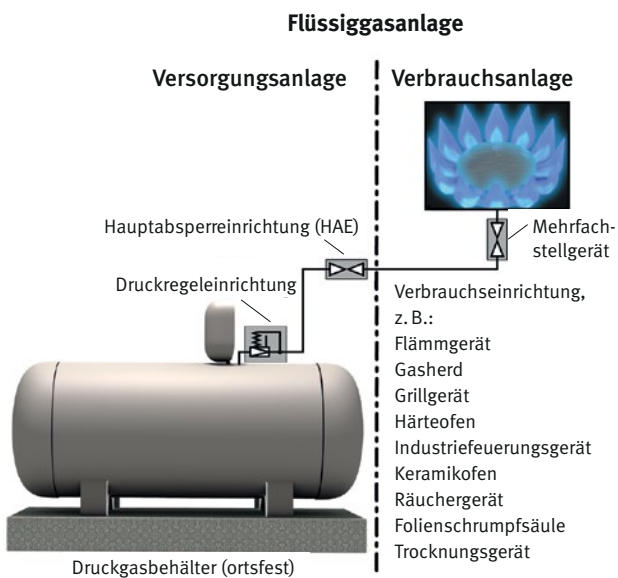 Flüssiggasanlage
Versorgungsanlage
Verbrauchsanlage
Hauptabsperreinrichtung (HAE)
Mehrfach-
stellgerät
Druckregeleinrichtung
Verbrauchseinrichtung,
z. B.:
Flämmgerät
Gasherd
Grillgerät
Härteofen
Industriefeuerungsgerät
Keramikofen
Räuchergerät
Folienschrumpfsäule
Trocknungsgerät
Druckgasbehälter (ortsfest)